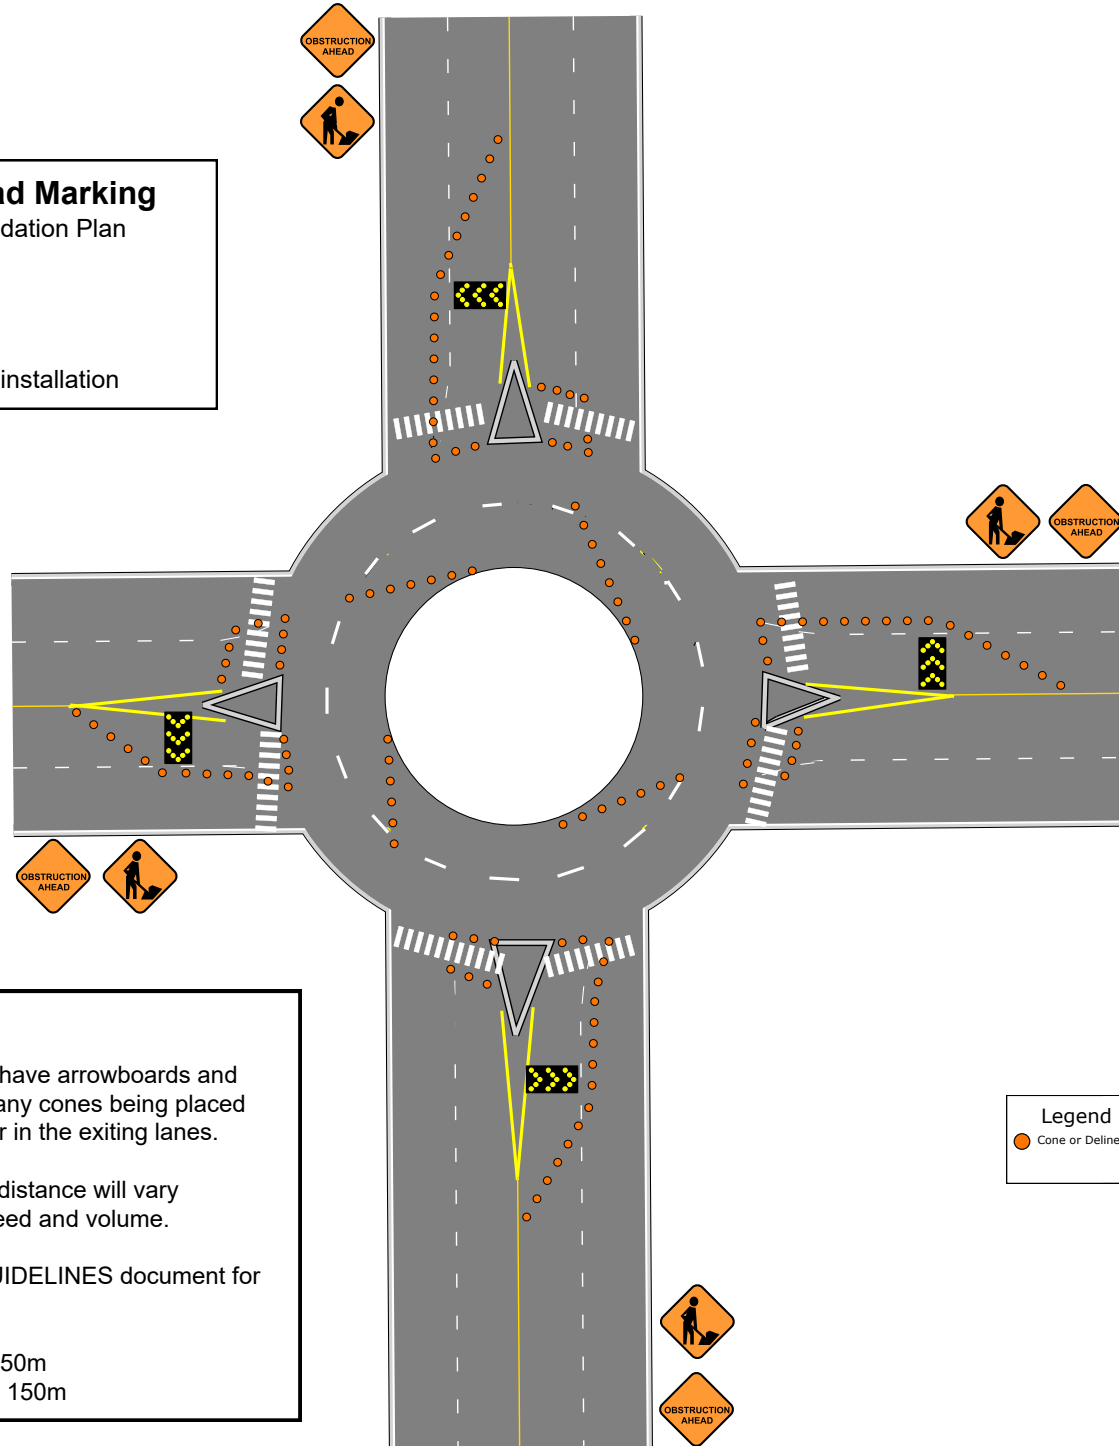 OBSTRUCTION
AHEAD
ad Marking
dation Plan
installation
OBSTRUCTION
AHEAD
OBSTRUCTION
AHEAD
have arrowboards and
any cones being placed
r in the exiting lanes.
distance will vary
eed and volume.
UIDELINES document for
50m
150m
Legend
Cone or Deline
OBSTRUCTION
AHEAD